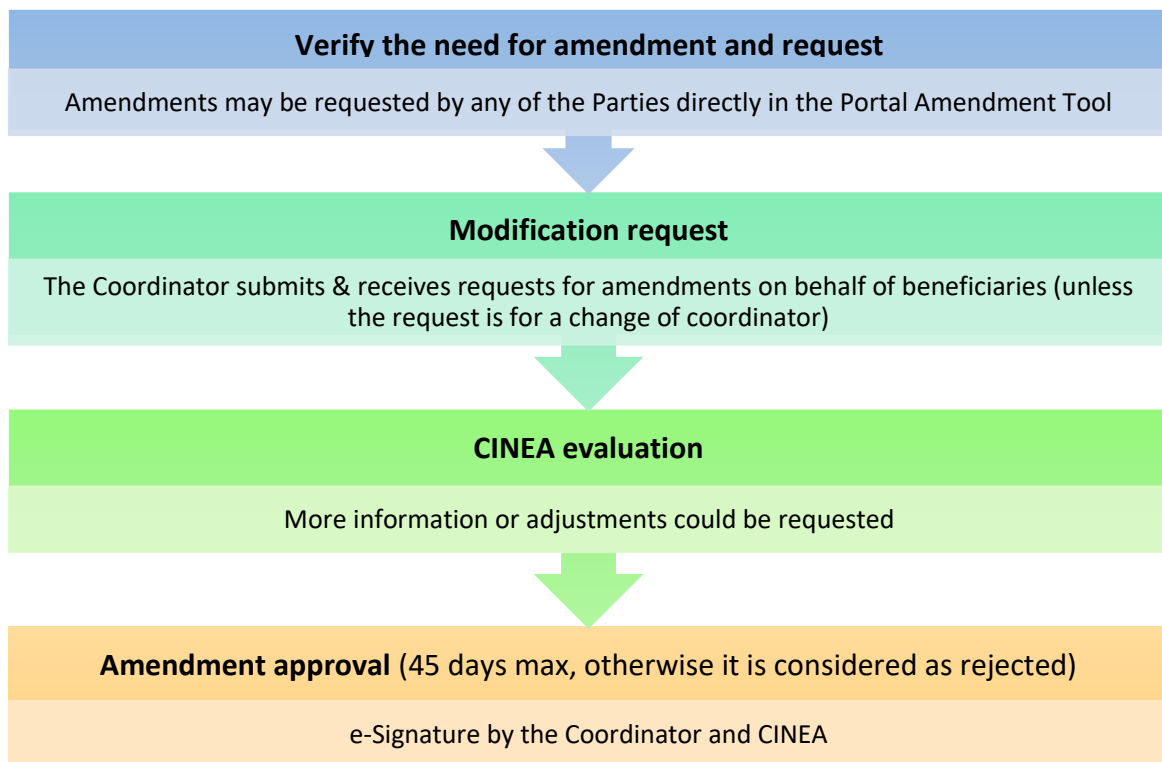 Verify the need for amendment and request
Amendments may be requested by any of the Parties directly in the Portal Amendment Tool
Modification request
The Coordinator submits & receives requests for amendments on behalf of beneficiaries (unless
the request is for a change of coordinator)
CINEA evaluation
More information or adjustments could be requested
Amendment approval (45 days max, otherwise it is considered as rejected)
e-Signature by the Coordinator and CINEA